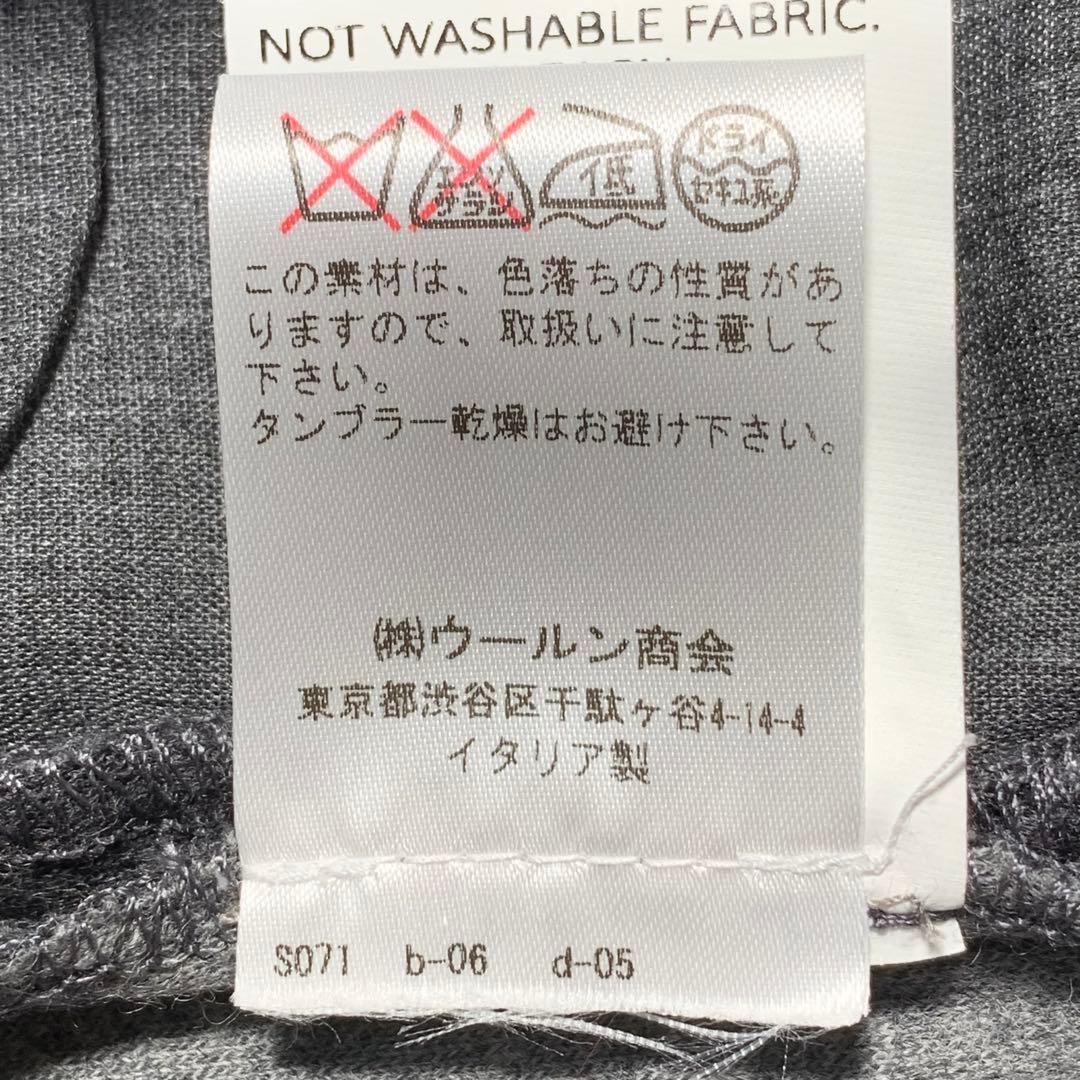 NOT WASHABLE FABRIC.
エンソ
サラシ
低
ドライ
セキユ系
この素材は、色落ちの性質があ
りますので、取扱いに注意して
下さい。
タンブラー乾燥はお避け下さい。
㈱ウールン商会
東京都渋谷区千駄ヶ谷4-14-4
イタリア製
S071 b-06 d-05